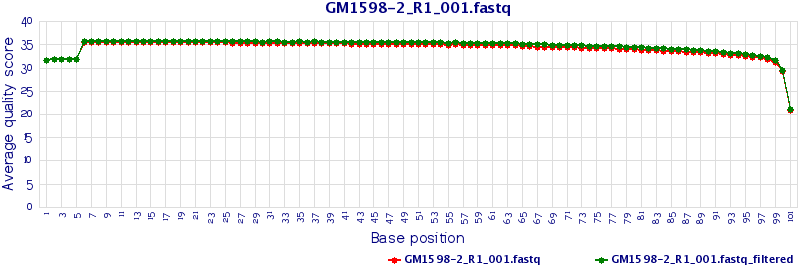 GM1598-2_R1_001.fastq
Average quality score
40
35
30
25
20
15
10
5
0
1 3 5 7 9 11 13 15 17 19 21 23 25 27 29 31 33 35 37 39 41 43 45 47 49 51 53 55 57 59 61 63 65 67 69 71 73 75 77 79 81 83 85 87 89 91 93 95 97 99 101
Base position
GM1598-2_R1_001.fastq GM1598-2_R1_001.fastq_filtered